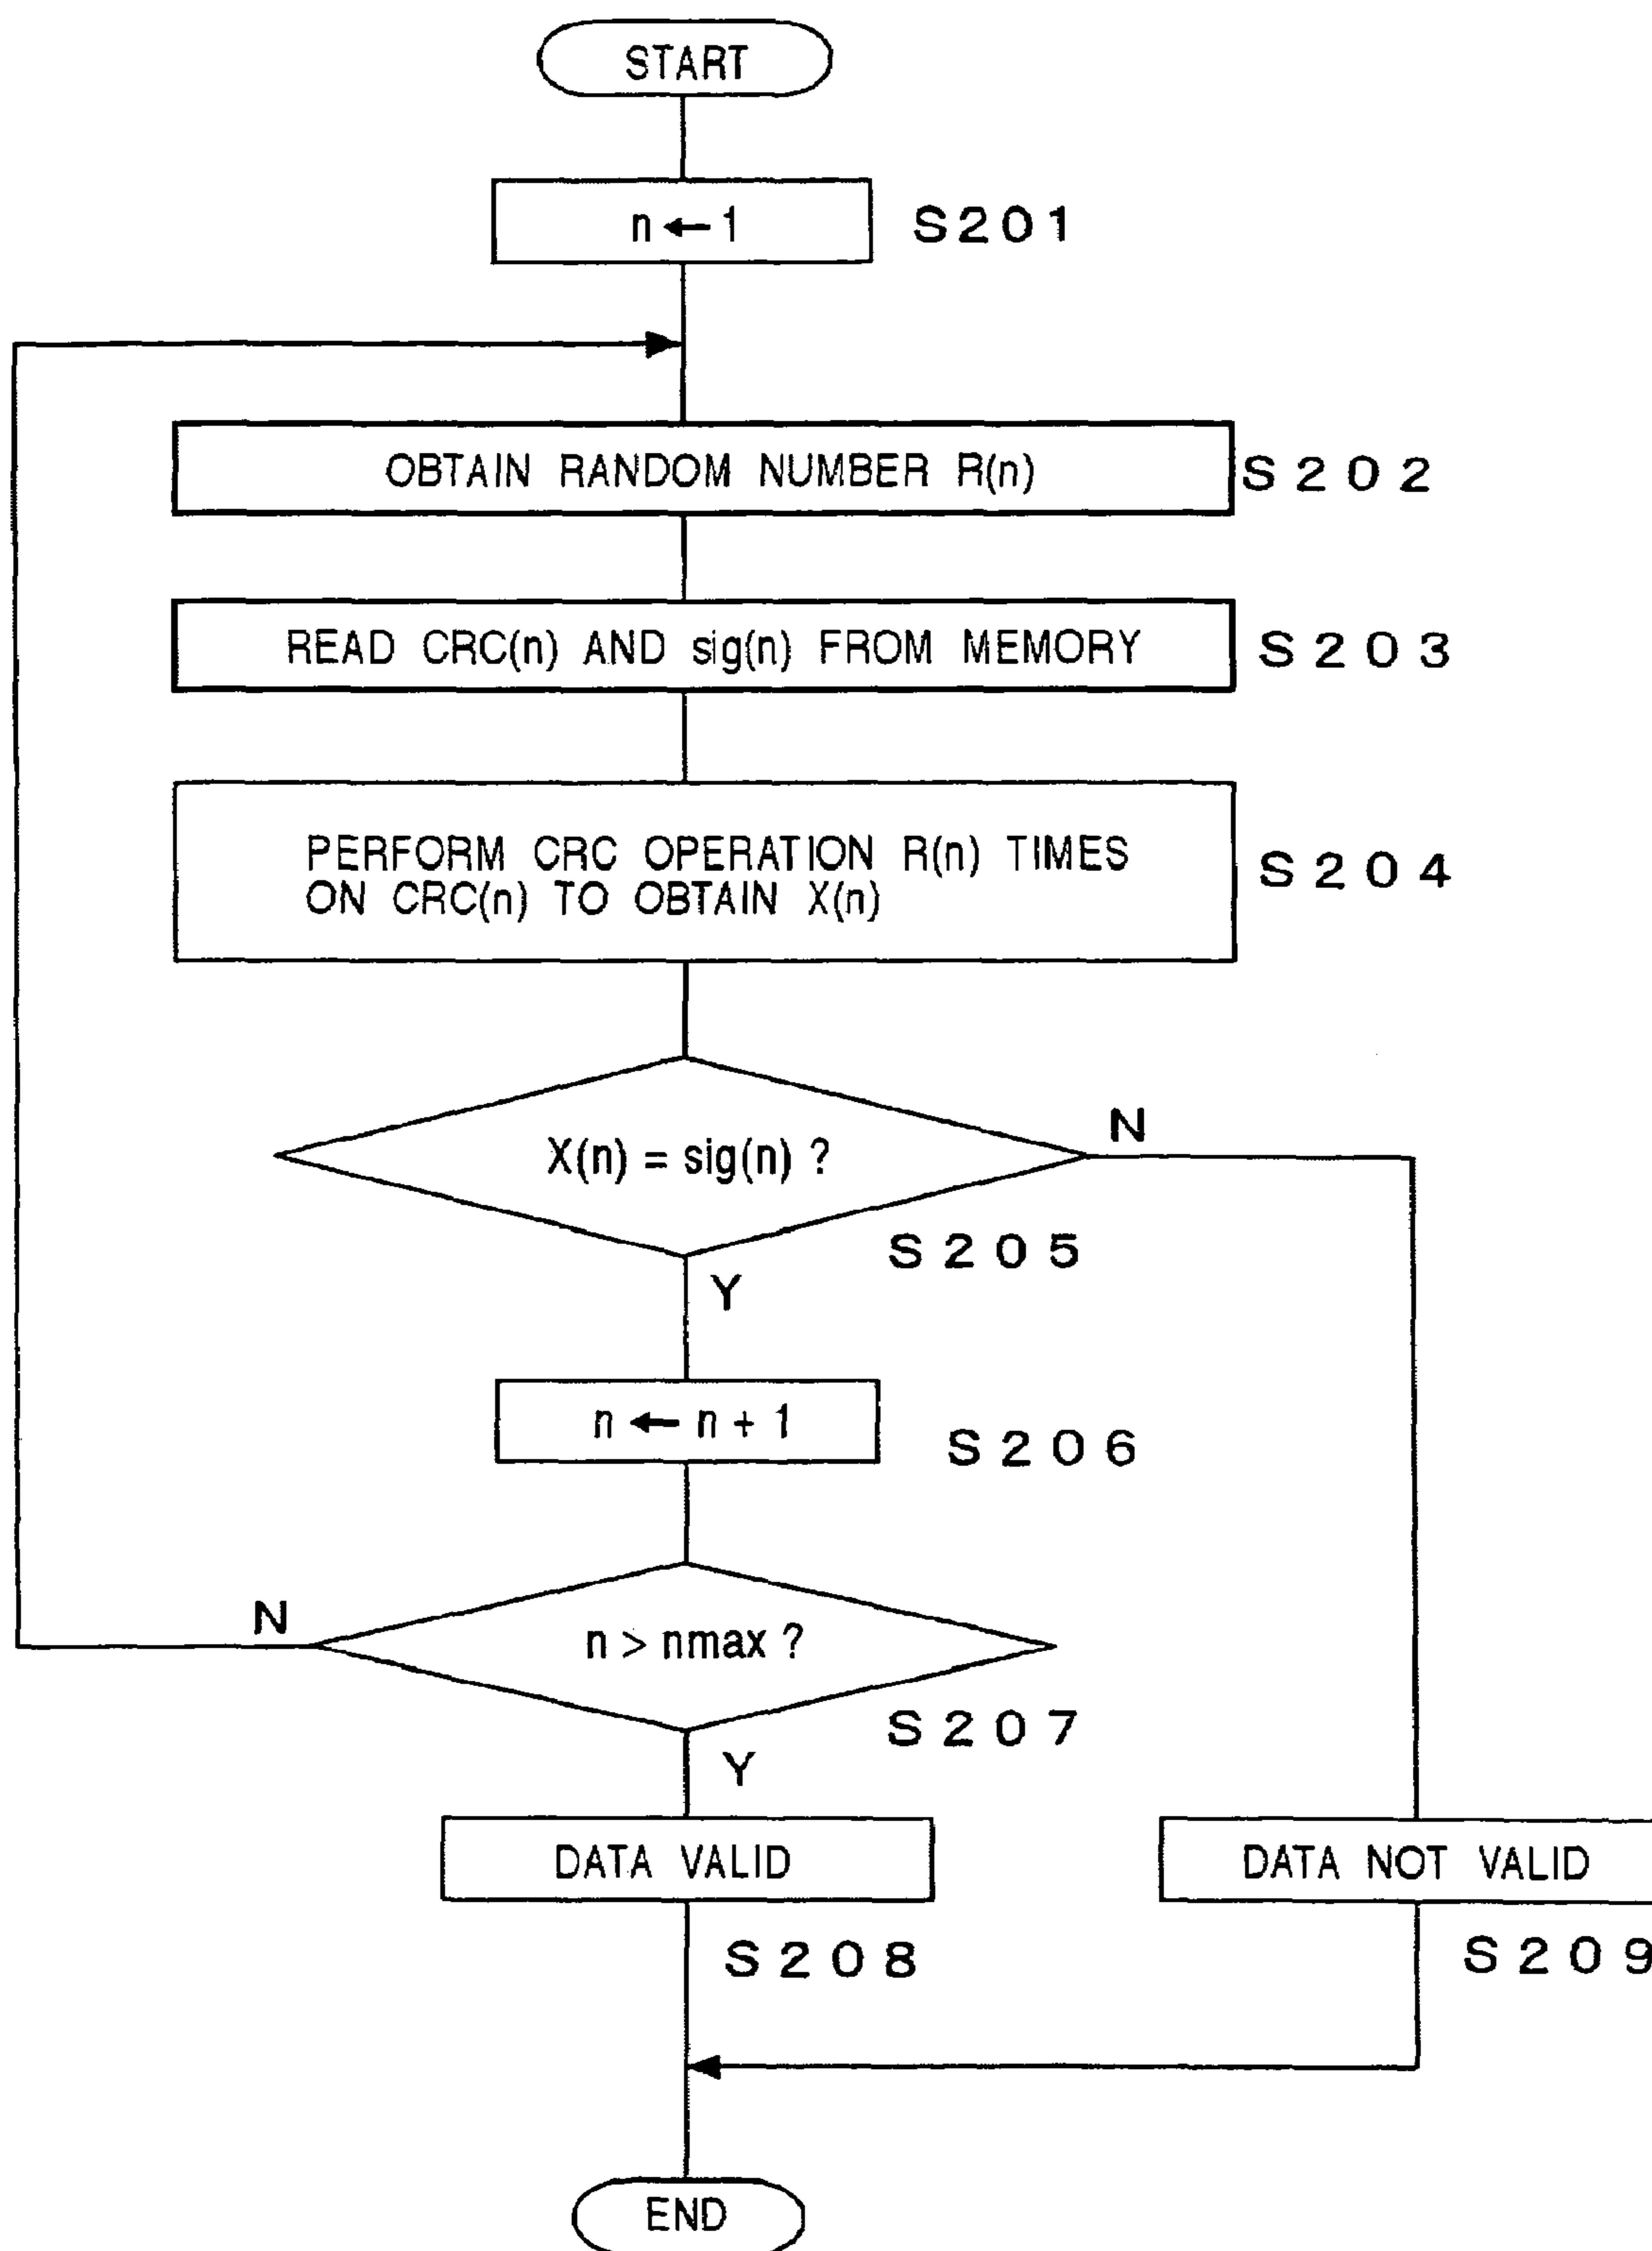 START
n ← 1
S201
OBTAIN RANDOM NUMBER R(n)
S202
READ CRC(n) AND sig(n) FROM MEMORY
S203
PERFORM CRC OPERATION R(n) TIMES
ON CRC(n) TO OBTAIN X(n)
S204
X(n) = sig(n) ?
N
S205
Y
n ← n + 1
S206
N
n > nmax ?
S207
Y
DATA VALID
DATA NOT VALID
S208
S209
END